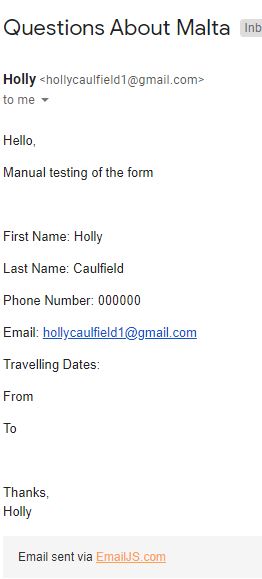 Questions About Malta Inb
Holly <hollycaulfield1@gmail.com>
to me
Hello,
Manual testing of the form
First Name: Holly
Last Name: Caulfield
Phone Number: 000000
Email: hollycaulfield1@gmail.com
Travelling Dates:
From
To
Thanks,
Holly
Email sent via EmailJS.com